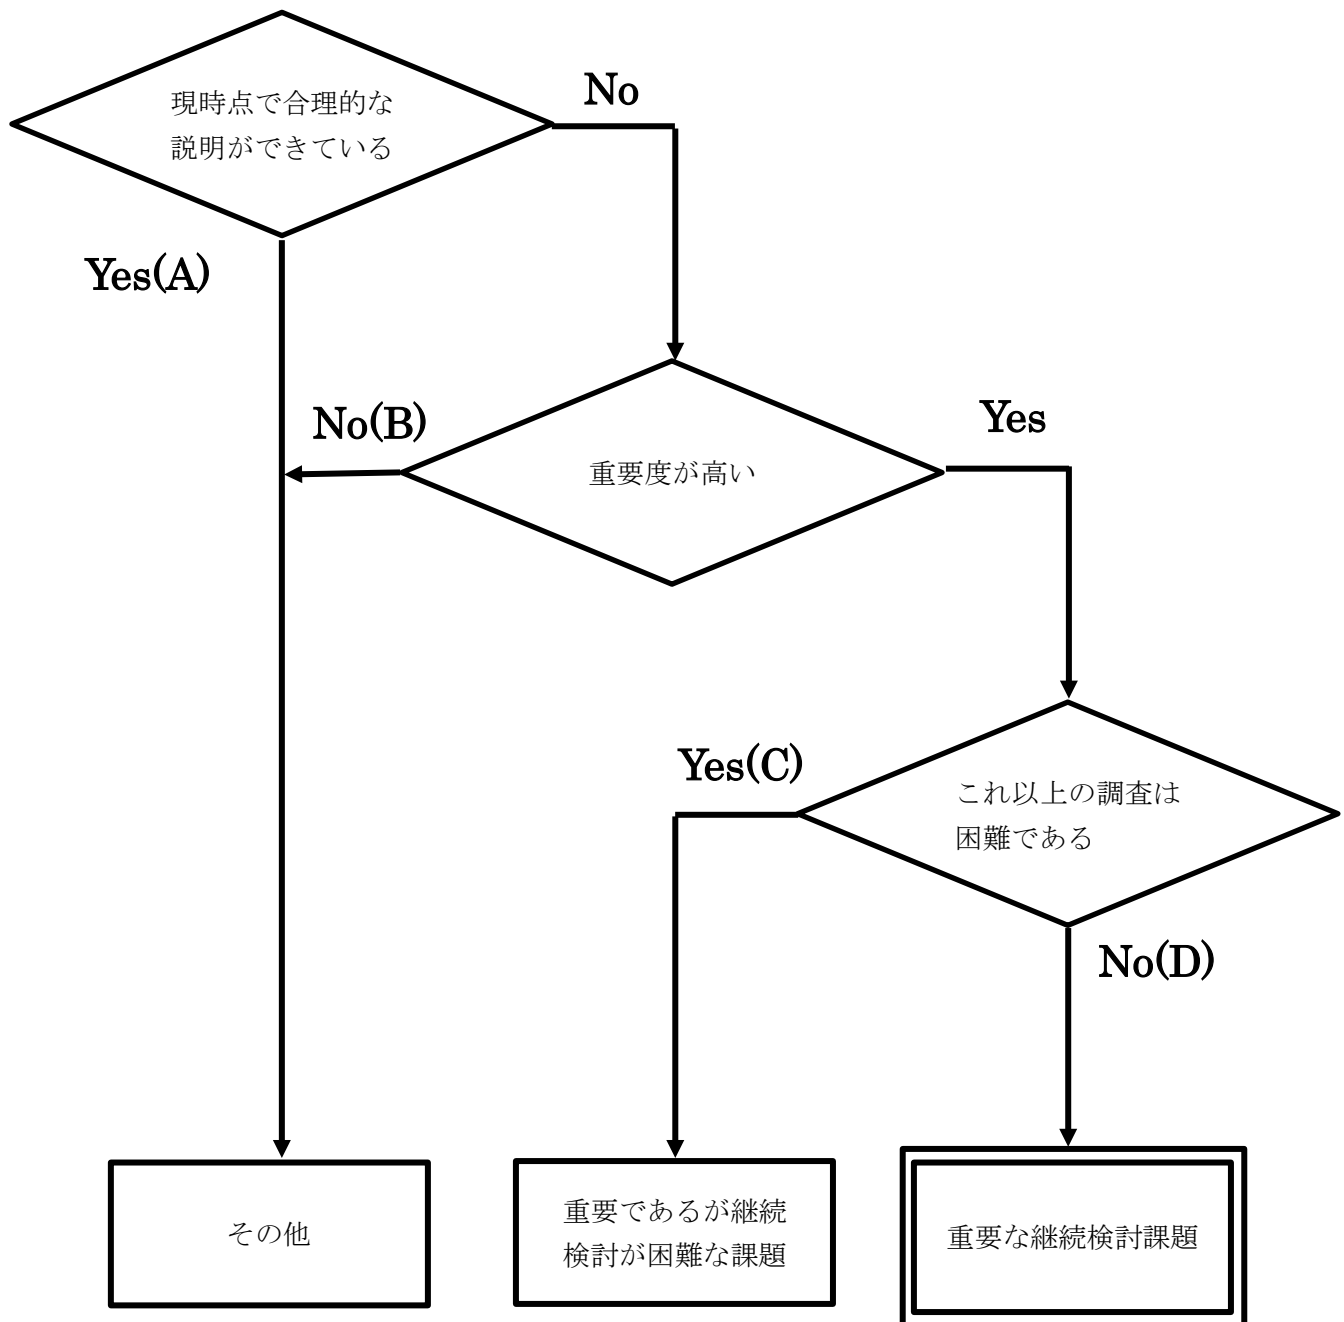 現時点で合理的な
説明ができている
No
Yes(A)
No(B)
重要度が高い
Yes
Yes(C)
これ以上の調査は
困難である
No(D)
その他
重要であるが継続
検討が困難な課題
重要な継続検討課題